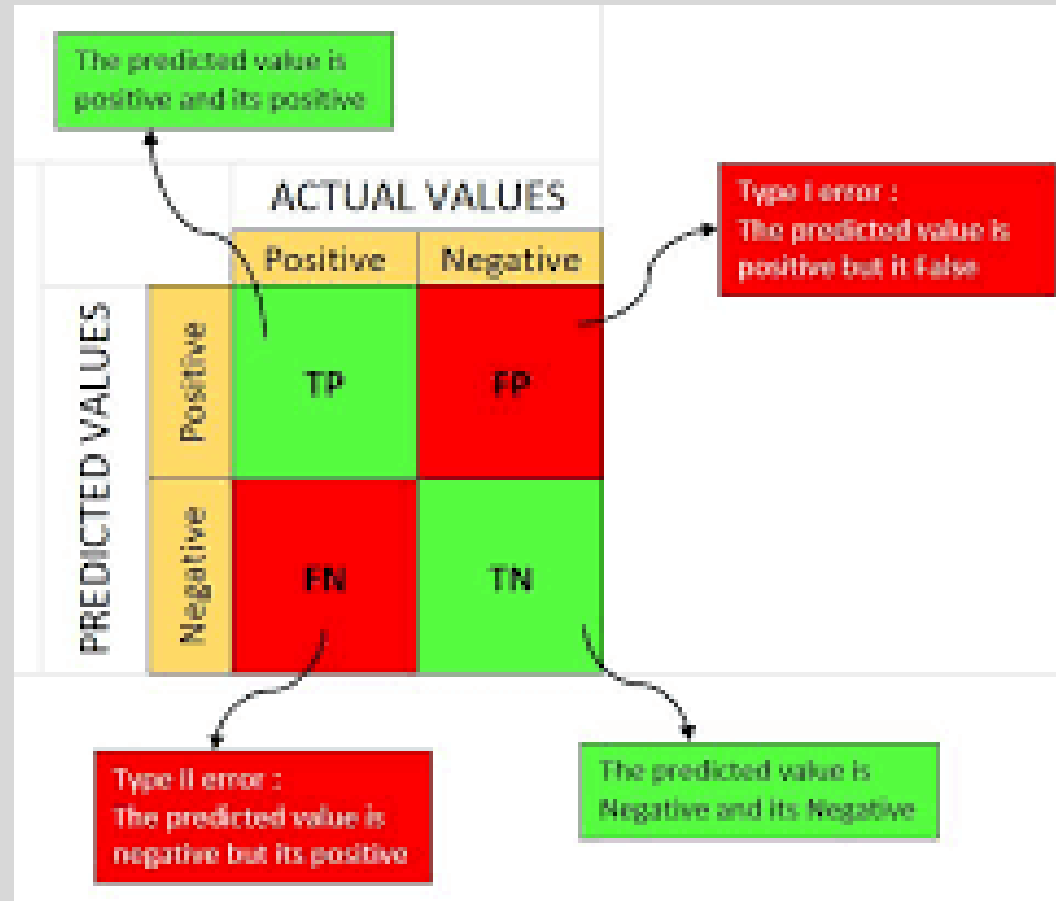 The predicted value is
positive and its positive
ACTUAL VALUES
Type I error :
The predicted value is
positive but it False
Positive
Negative
PREDICTED VALUES
Positive
TP
FP
Negative
FN
TN
Type II error :
The predicted value is
negative but its positive
The predicted value is
Negative and its Negative